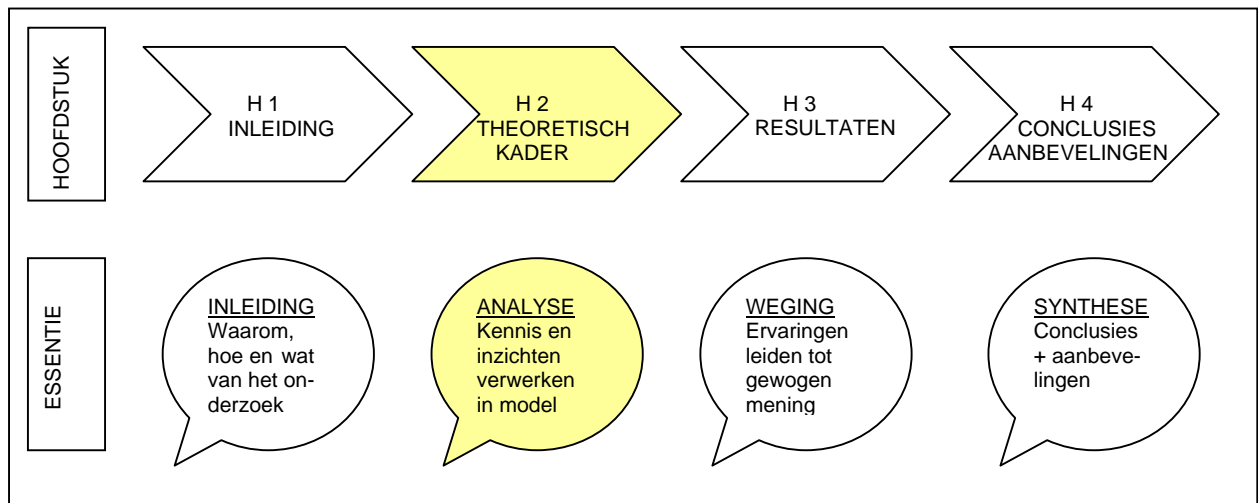 HOOFDSTUK
H 1
INLEIDING
H 2
THEORETISCH
KADER
H 3
RESULTATEN
H 4
CONCLUSIES
AANBEVELINGEN
ESSENTIE
INLEIDING
Waarom,
hoe en wat
van het on-
derzoek
ANALYSE
Kennis en
inzichten
verwerken
in model
WEGING
Ervaringen
leiden tot
gewogen
mening
SYNTHESE
Conclusies
+ aanbeve-
lingen